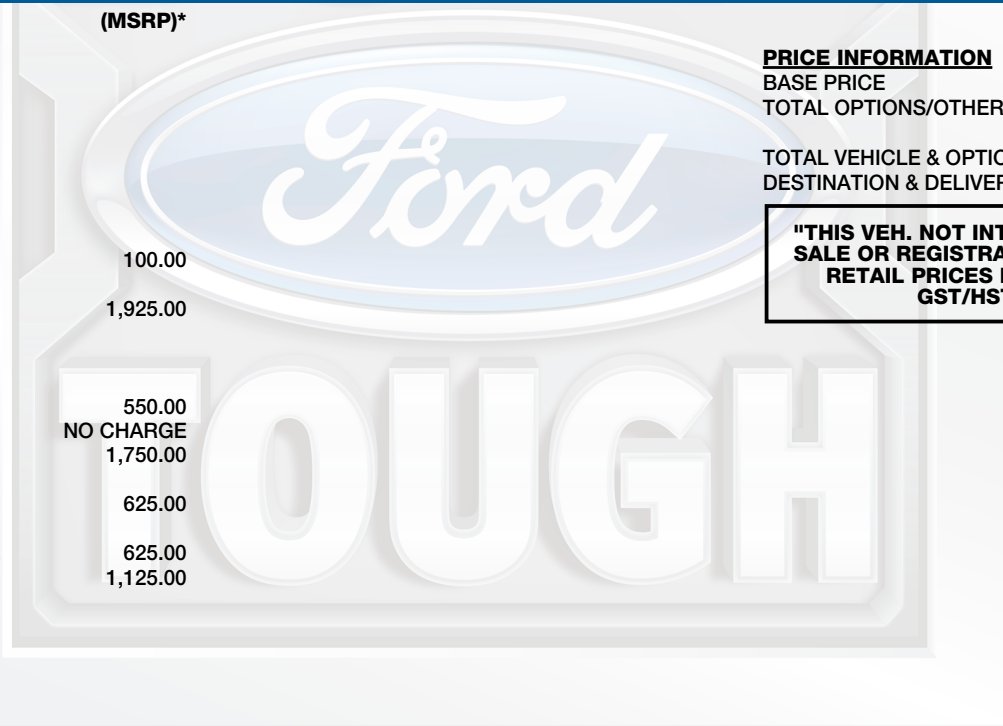 (MSRP)*
100.00
1,925.00
550.00
NO CHARGE
1,750.00
625.00
625.00
1,125.00
PRICE INFORMATION
BASE PRICE
TOTAL OPTIONS/OTHER
TOTAL VEHICLE & OPTIO
DESTINATION & DELIVER
"THIS VEH. NOT INT
SALE OR REGISTRA
RETAIL PRICES
GST/HST
Ford
TOUGH